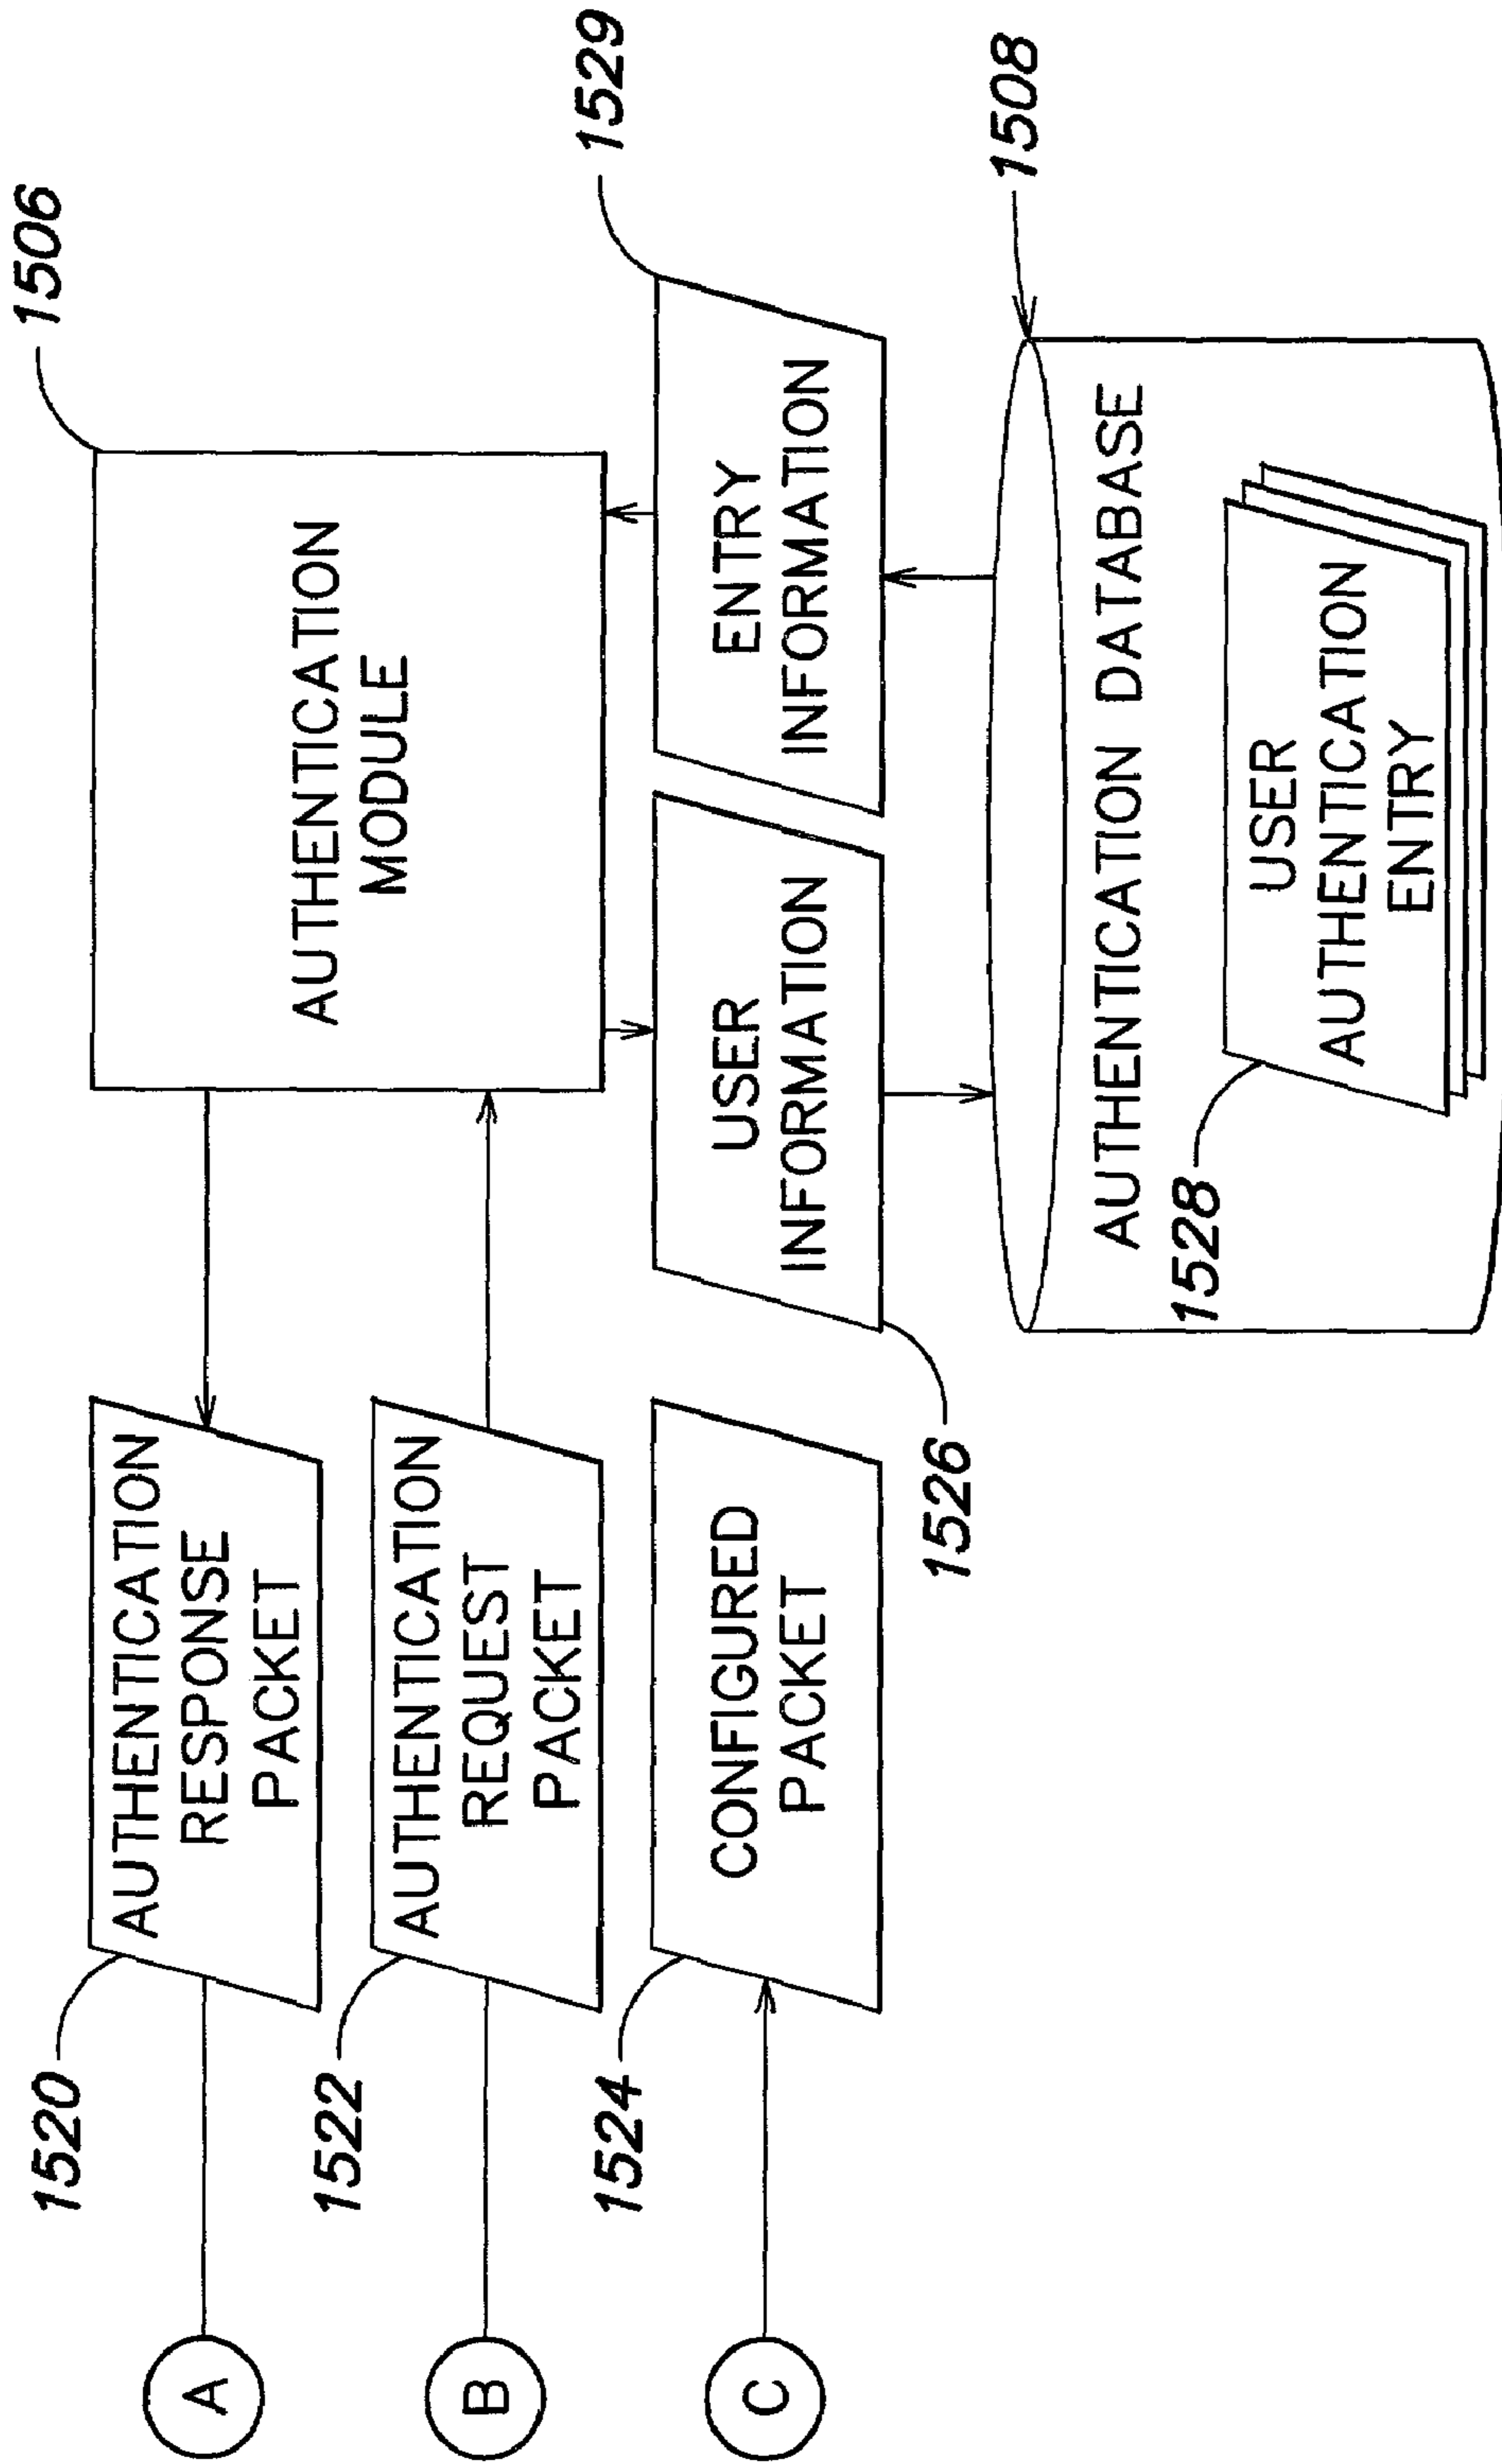 A
1520
AUTHENTICATION
RESPONSE
PACKET
1506
AUTHENTICATION
MODULE
B
1522
AUTHENTICATION
REQUEST
PACKET
C
1524
CONFIGURED
PACKET
1526
USER
INFORMATION
1529
ENTRY
INFORMATION
1508
AUTHENTICATION DATABASE
1528
USER
AUTHENTICATION
ENTRY